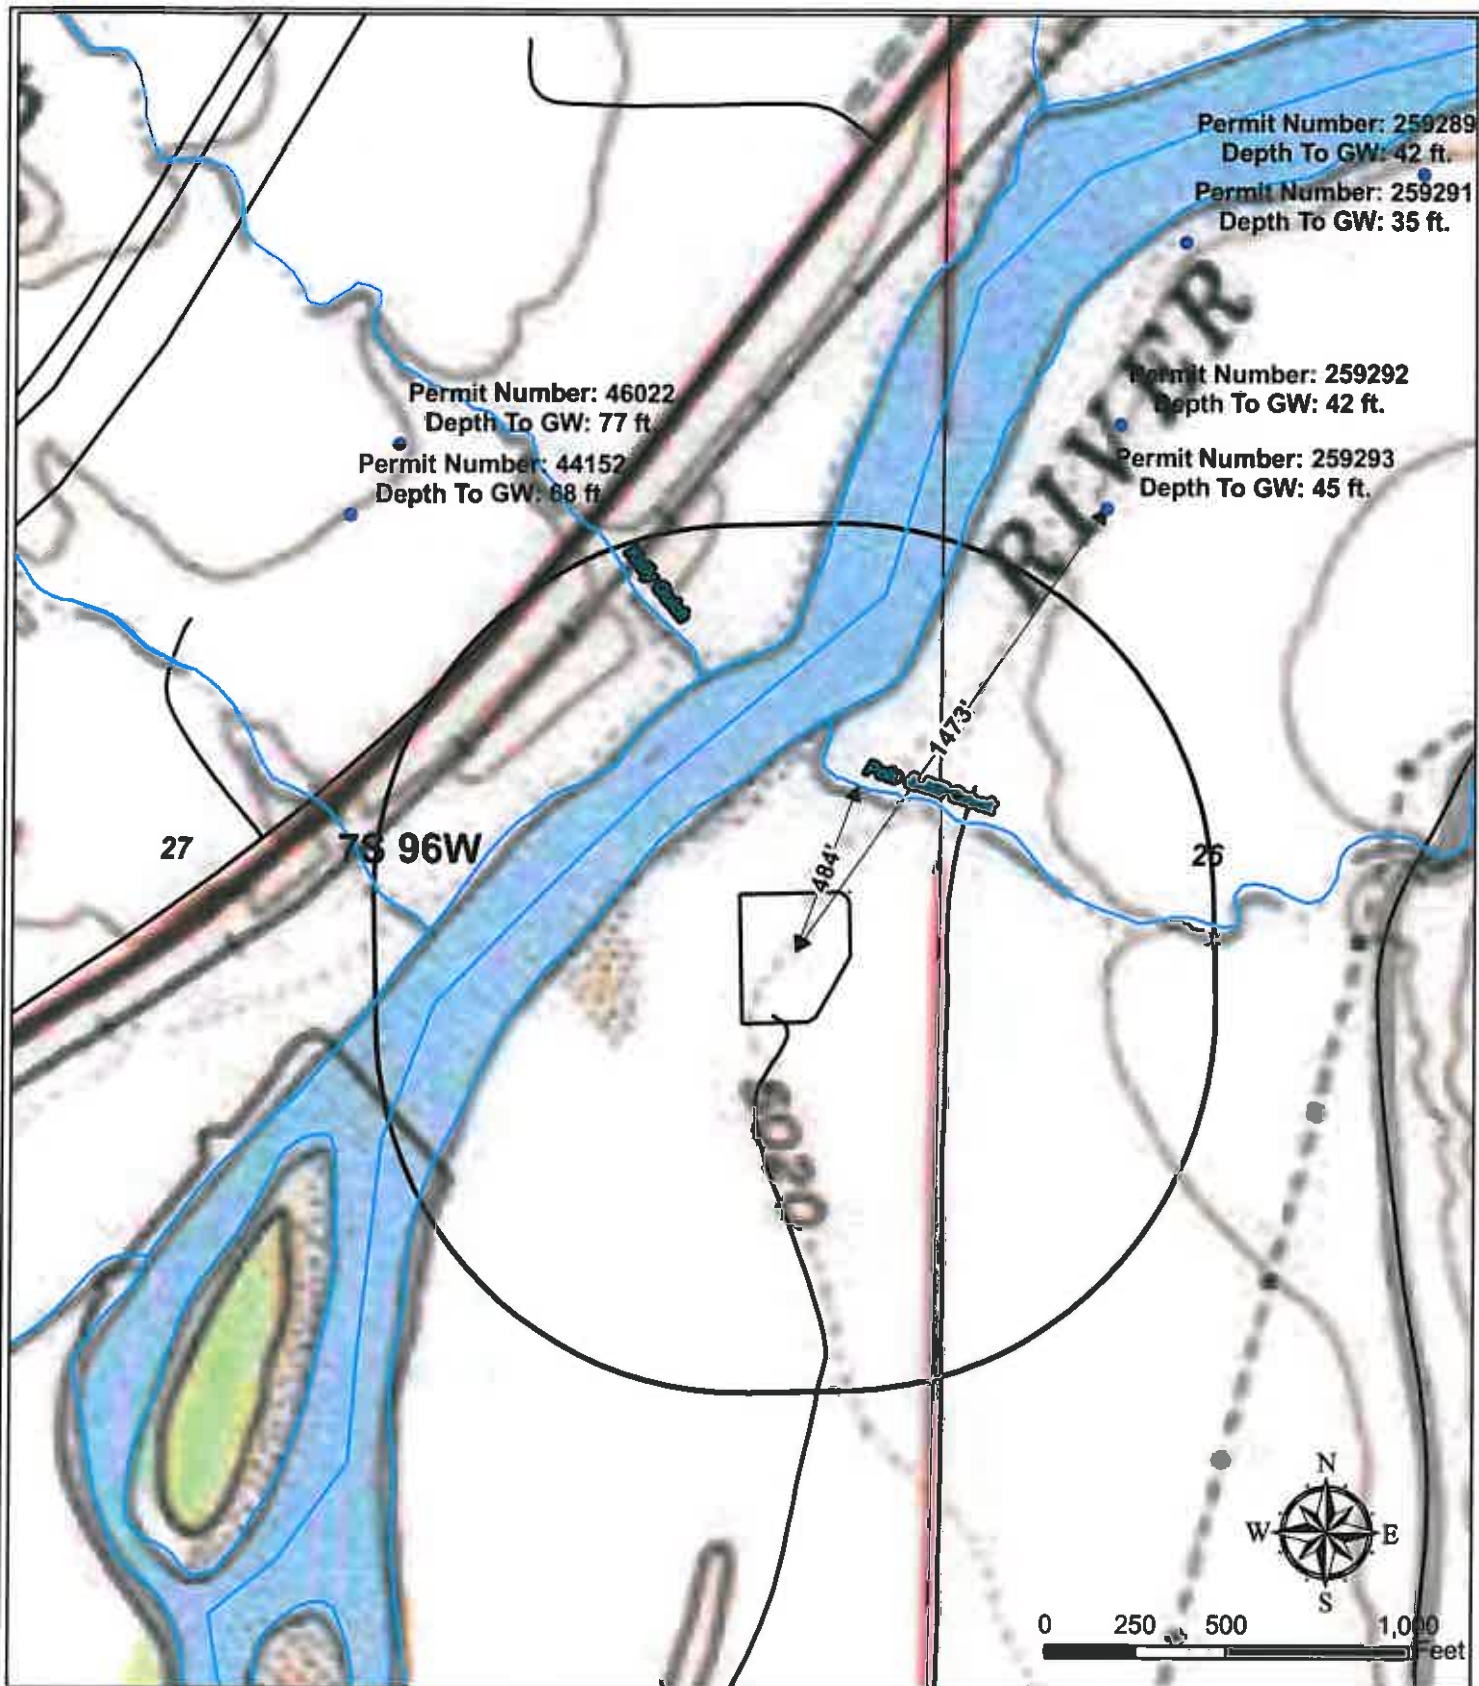 Permit Number: 259289
Depth To GW: 42 ft.
Permit Number: 259291
Depth To GW: 35 ft.
RIVER
Permit Number: 46022
Depth To GW: 77 ft.
Permit Number: 259292
Depth To GW: 42 ft.
Permit Number: 44152
Depth To GW: 68 ft.
Permit Number: 259293
Depth To GW: 45 ft.
1473'
27
7S 96W
484'
26
5020
N
W E
S
0 250 500 1,000
Feet